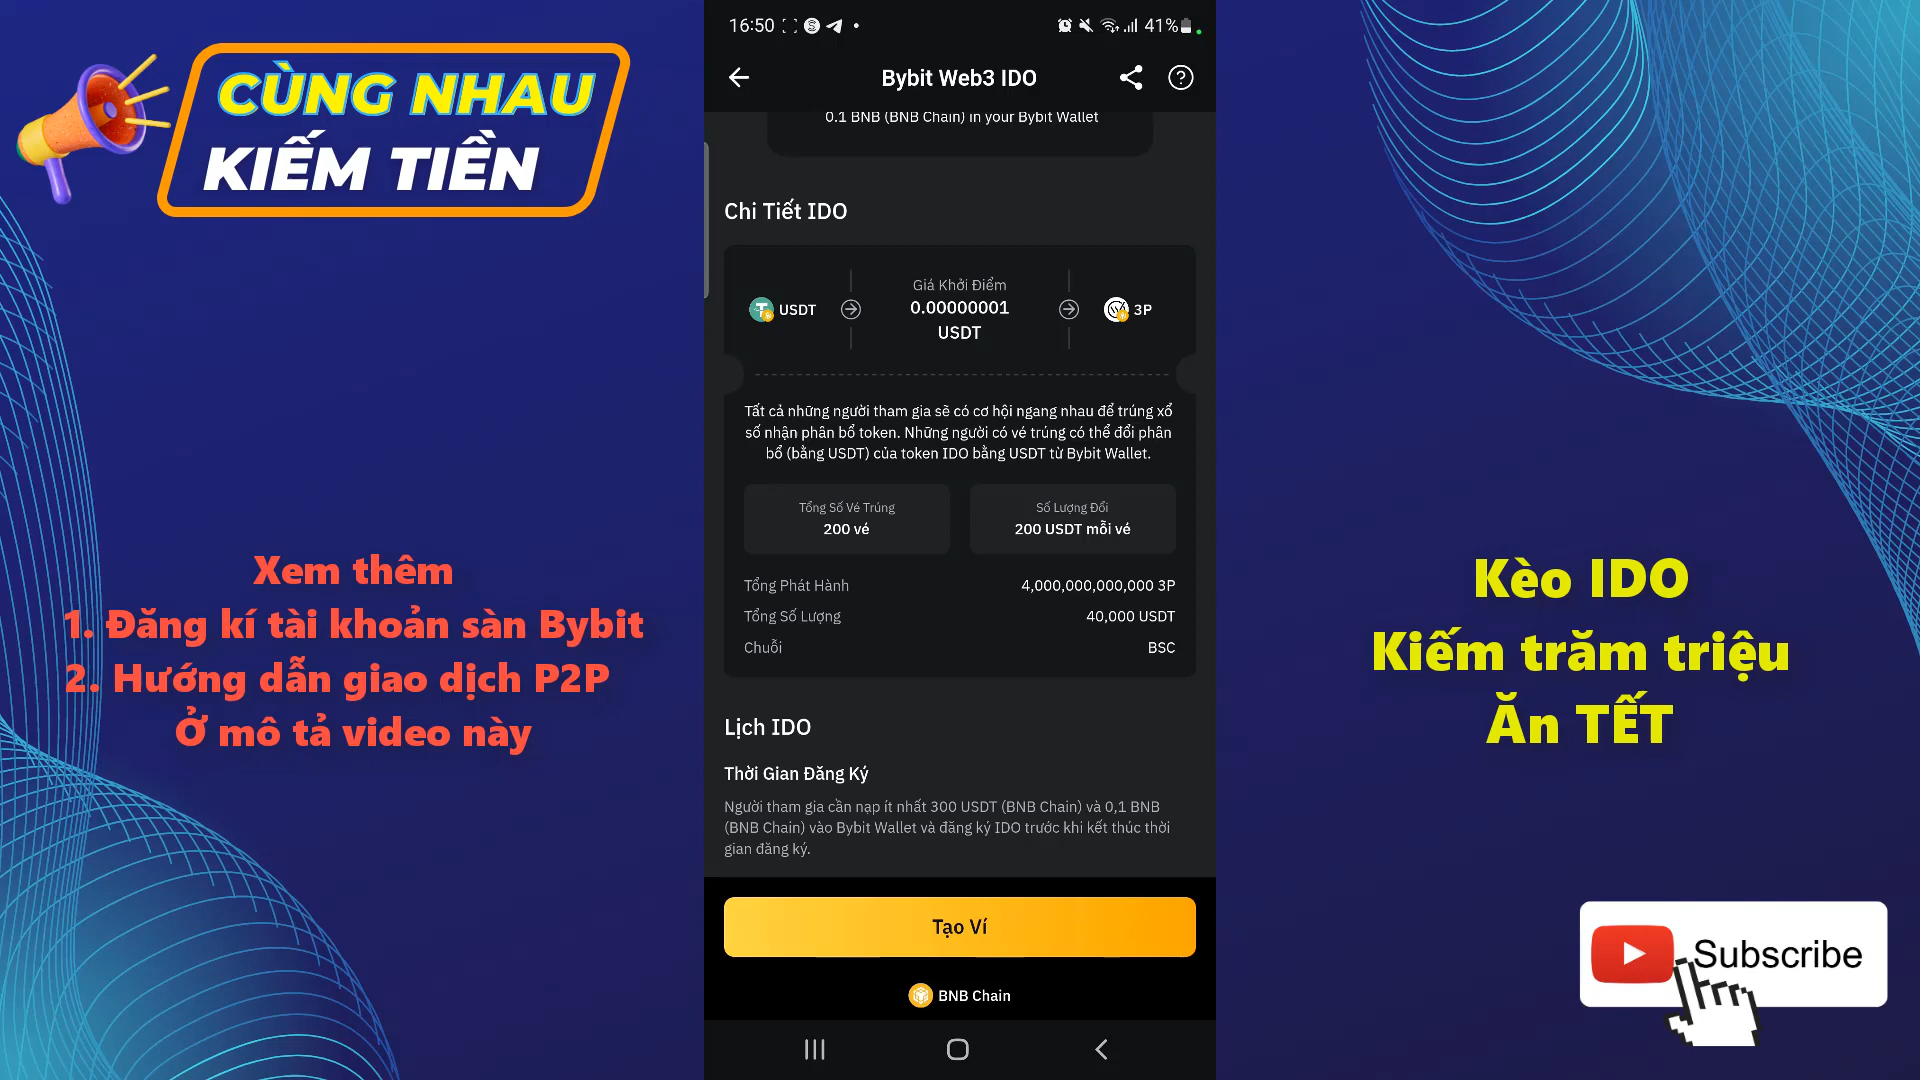 CÙNG NHAU
KIẾM TIỀN
Xem thêm
1. Đăng kí tài khoản sàn Bybit
2. Hướng dẫn giao dịch P2P
Ở mô tả video này
16:50
41%
Bybit Web3 IDO
0.1 BNB (BNB Chain) in your Bybit Wallet
Chi Tiết IDO
USDT
Giá Khởi Điểm
0.00000001
USDT
3P
Tất cả những người tham gia sẽ có cơ hội ngang nhau để trúng xổ
số nhận phân bổ token. Những người có vé trúng có thể đổi phân
bổ (bằng USDT) của token IDO bằng USDT từ Bybit Wallet.
Tổng Số Vé Trúng
200 vé
Số Lượng Đổi
200 USDT mỗi vé
Tổng Phát Hành 4,000,000,000,000 3P
Tổng Số Lượng 40,000 USDT
Chuỗi BSC
Lịch IDO
Thời Gian Đăng Ký
Người tham gia cần nạp ít nhất 300 USDT (BNB Chain) và 0,1 BNB
(BNB Chain) vào Bybit Wallet và đăng ký IDO trước khi kết thúc thời
gian đăng ký.
Tạo Ví
BNB Chain
Kèo IDO
Kiếm trăm triệu
Ăn TẾT
Subscribe